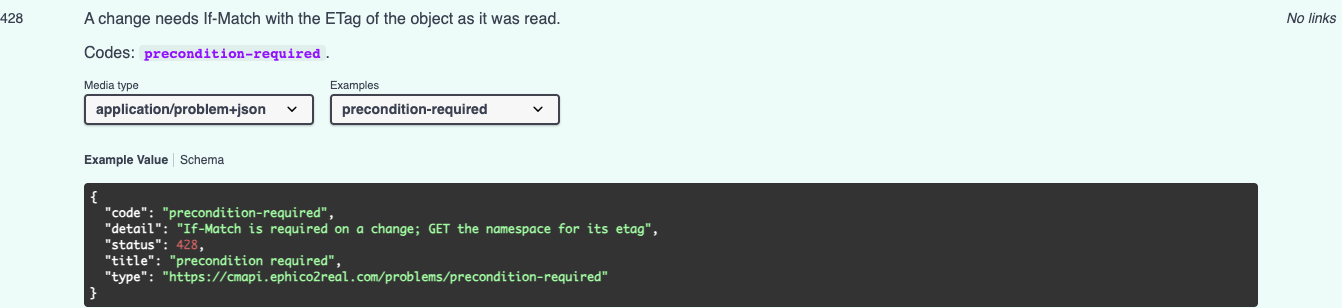 428 A change needs If-Match with the ETag of the object as it was read. No links
Codes: precondition-required .
Media type Examples
application/problem+json precondition-required
Example Value Schema
{
"code": "precondition-required",
"detail": "If-Match is required on a change; GET the namespace for its etag",
"status": 428,
"title": "precondition required",
"type": "https://cmapi.ephico2real.com/problems/precondition-required"
}